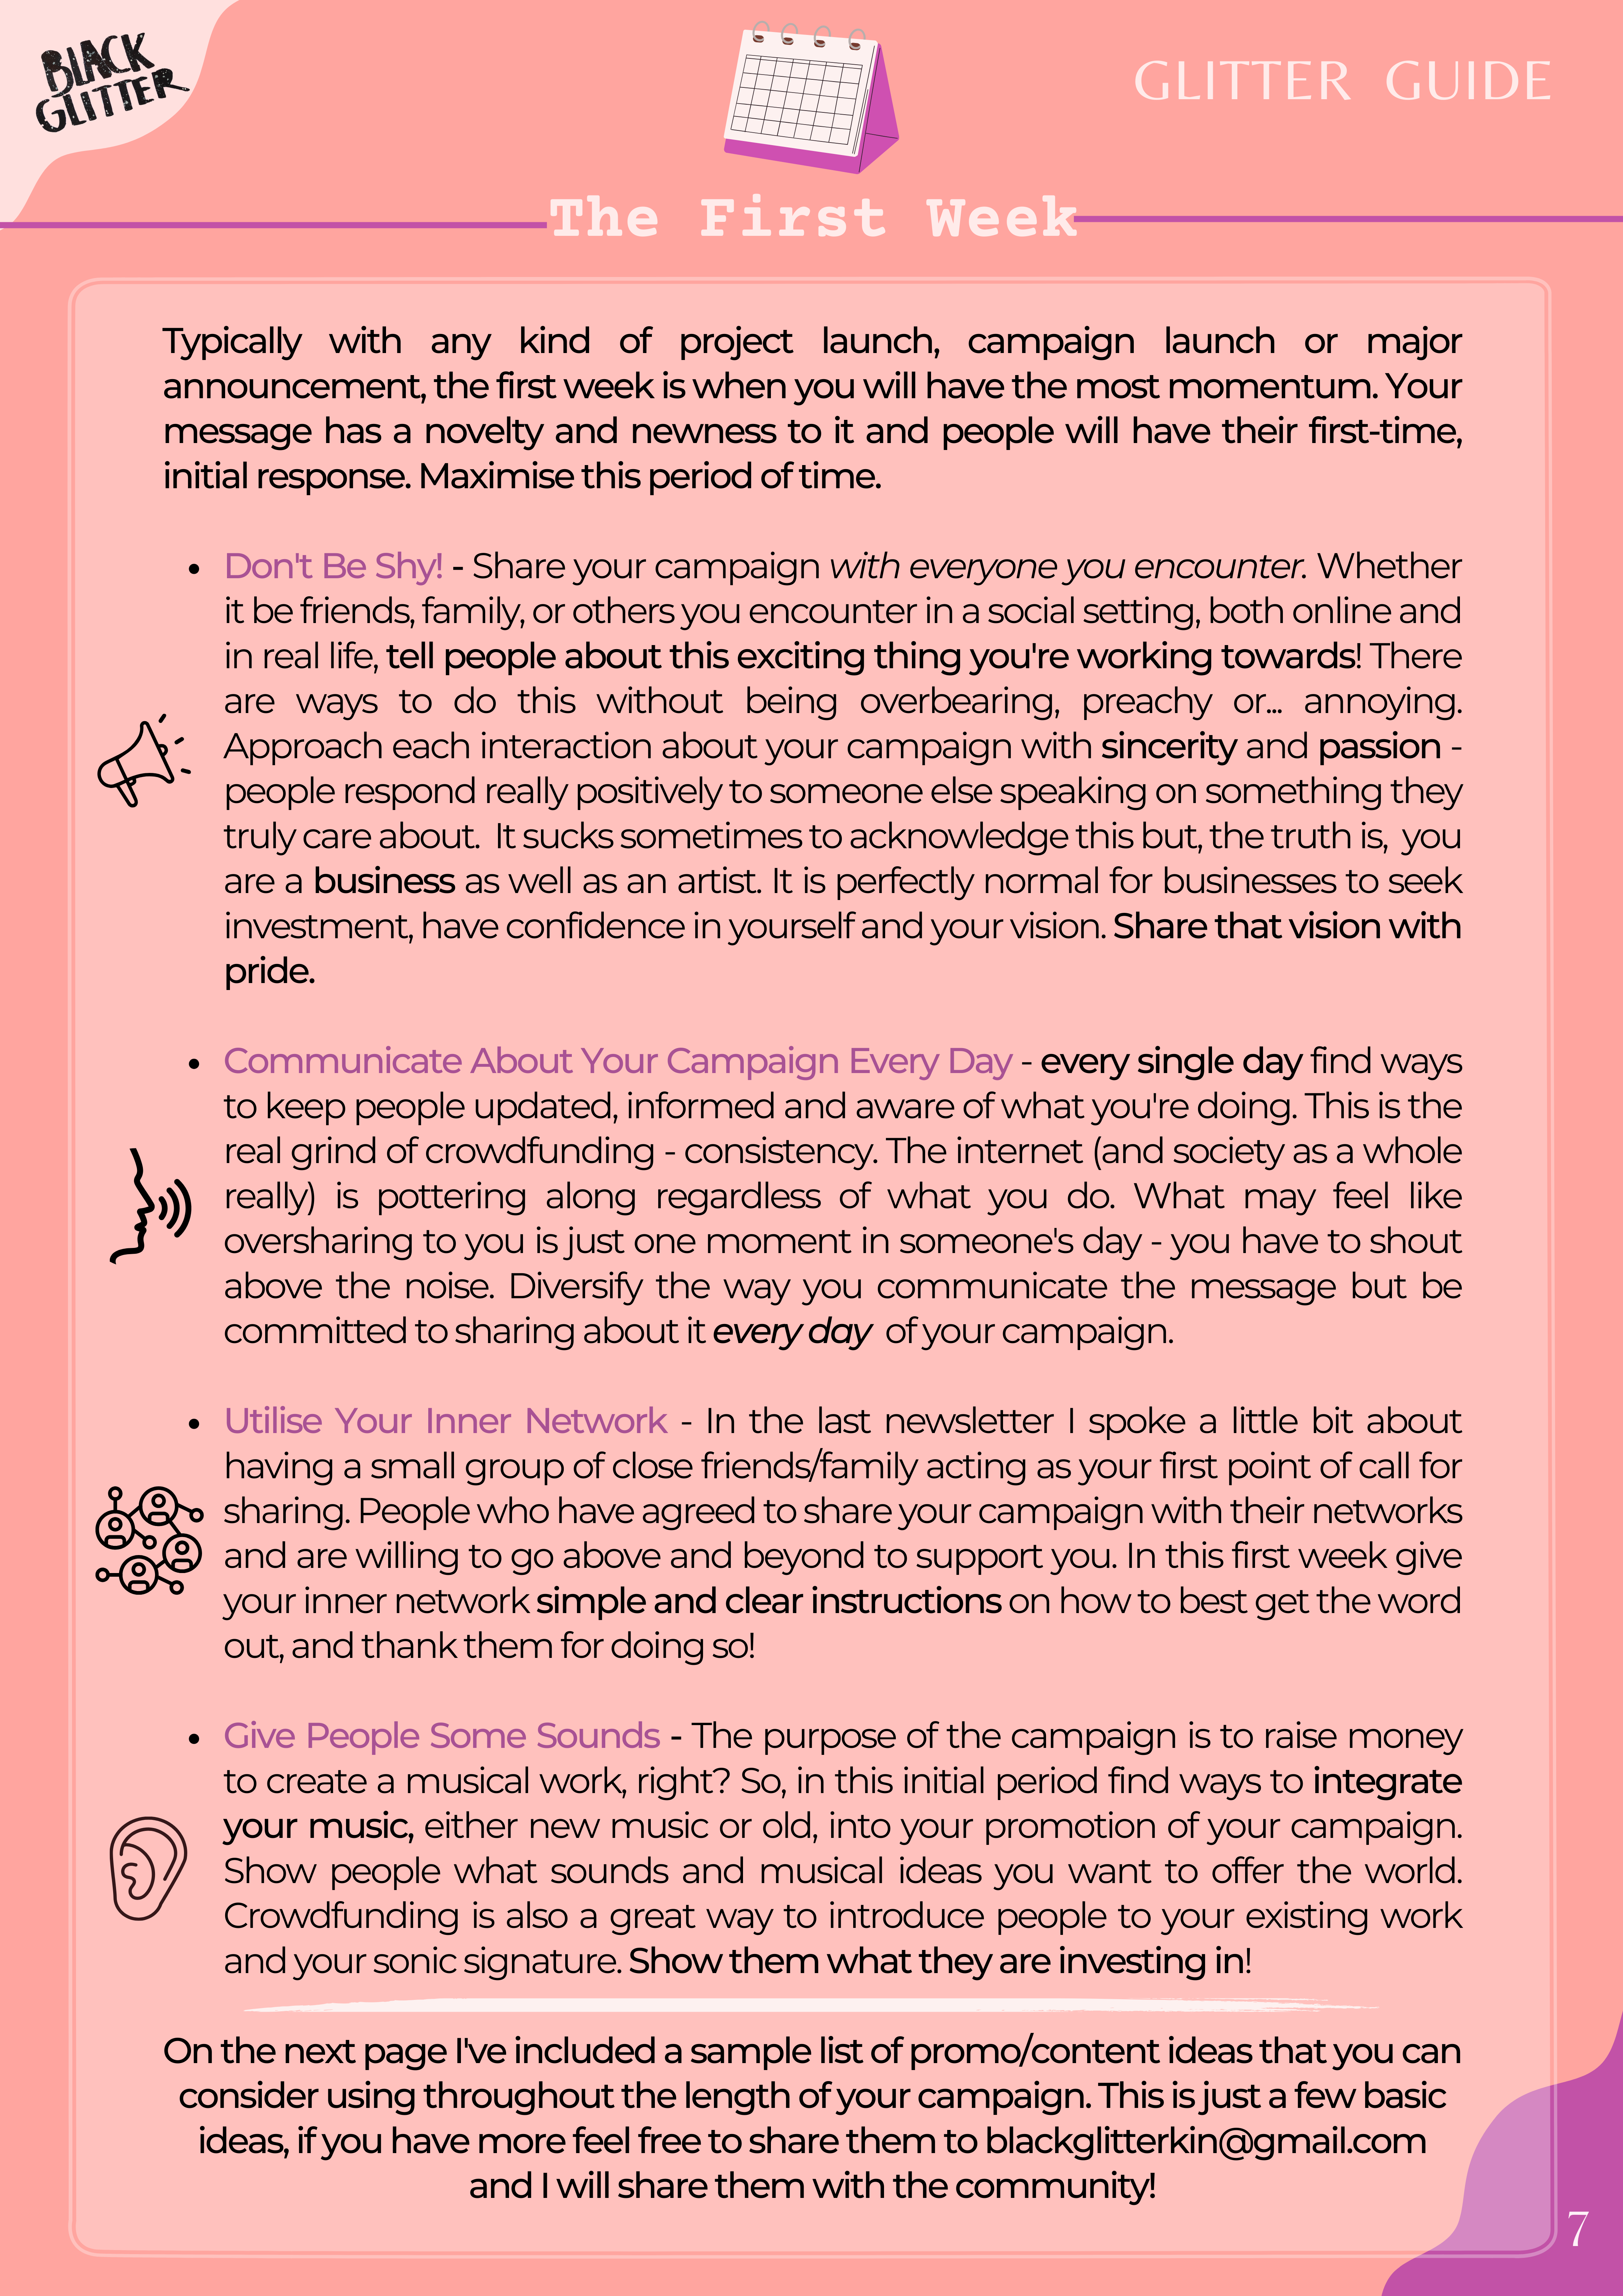 BLACK
GLITTER
GLITTER GUIDE
The First Week
Typically with any kind of project launch, campaign launch or major
announcement, the first week is when you will have the most momentum. Your
message has a novelty and newness to it and people will have their first-time,
initial response. Maximise this period of time.
• Don't Be Shy! - Share your campaign with everyone you encounter. Whether
it be friends, family, or others you encounter in a social setting, both online and
in real life, tell people about this exciting thing you're working towards! There
are ways to do this without being overbearing, preachy or... annoying.
Approach each interaction about your campaign with sincerity and passion -
people respond really positively to someone else speaking on something they
truly care about. It sucks sometimes to acknowledge this but, the truth is, you
are a business as well as an artist. It is perfectly normal for businesses to seek
investment, have confidence in yourself and your vision. Share that vision with
pride.
• Communicate About Your Campaign Every Day - every single day find ways
to keep people updated, informed and aware of what you're doing. This is the
real grind of crowdfunding - consistency. The internet (and society as a whole
really) is pottering along regardless of what you do. What may feel like
oversharing to you is just one moment in someone's day - you have to shout
above the noise. Diversify the way you communicate the message but be
committed to sharing about it every day of your campaign.
• Utilise Your Inner Network - In the last newsletter I spoke a little bit about
having a small group of close friends/family acting as your first point of call for
sharing. People who have agreed to share your campaign with their networks
and are willing to go above and beyond to support you. In this first week give
your inner network simple and clear instructions on how to best get the word
out, and thank them for doing so!
• Give People Some Sounds - The purpose of the campaign is to raise money
to create a musical work, right? So, in this initial period find ways to integrate
your music, either new music or old, into your promotion of your campaign.
Show people what sounds and musical ideas you want to offer the world.
Crowdfunding is also a great way to introduce people to your existing work
and your sonic signature. Show them what they are investing in!
On the next page I've included a sample list of promo/content ideas that you can
consider using throughout the length of your campaign. This is just a few basic
ideas, if you have more feel free to share them to blackglitterkin@gmail.com
and I will share them with the community!
7